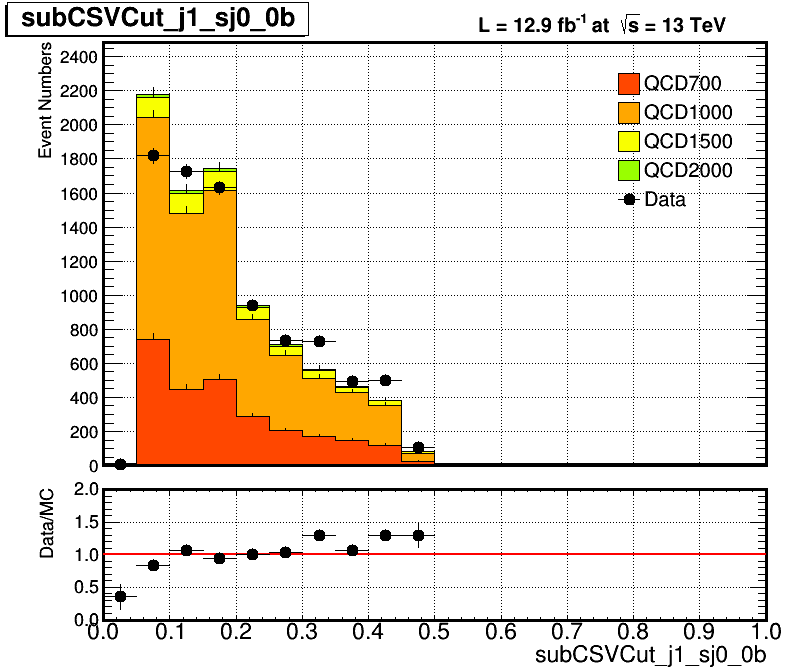 subCSVCut_j1_sj0_0b
L = 12.9 fb-1 at √s = 13 TeV
Event Numbers
2400
2200
2000
1800
1600
1400
1200
1000
800
600
400
200
0
QCD700
QCD1000
QCD1500
QCD2000
Data
Data/MC
2.0
1.5
1.0
0.5
0.0
0.0 0.1 0.2 0.3 0.4 0.5 0.6 0.7 0.8 0.9 1.0
subCSVCut_j1_sj0_0b